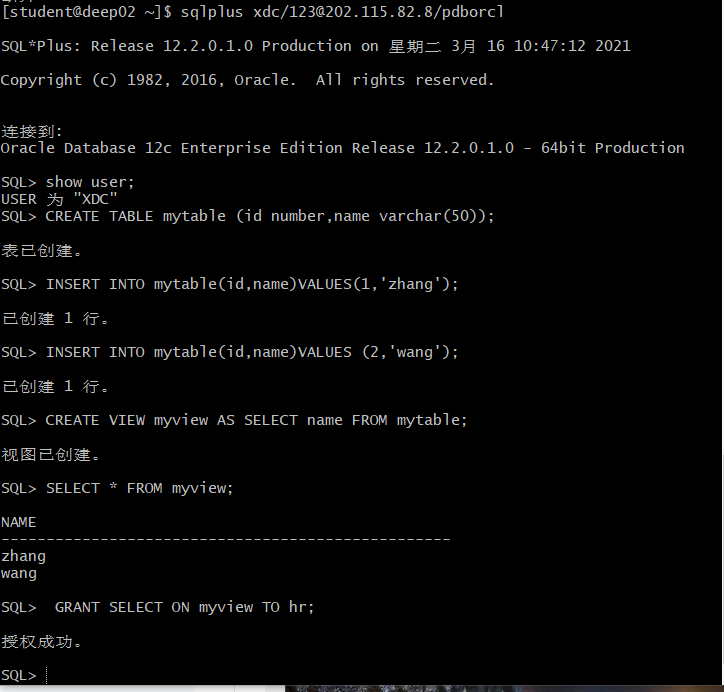 [student@deep02 ~]$ sqlplus xdc/123@202.115.82.8/pdborcl
SQL*Plus: Release 12.2.0.1.0 Production on 星期二 3月 16 10:47:12 2021
Copyright (c) 1982, 2016, Oracle.  All rights reserved.
连接到:
Oracle Database 12c Enterprise Edition Release 12.2.0.1.0 - 64bit Production
SQL> show user;
USER 为 "XDC"
SQL> CREATE TABLE mytable (id number,name varchar(50));
表已创建。
SQL> INSERT INTO mytable(id,name)VALUES(1,'zhang');
已创建 1 行。
SQL> INSERT INTO mytable(id,name)VALUES (2,'wang');
已创建 1 行。
SQL> CREATE VIEW myview AS SELECT name FROM mytable;
视图已创建。
SQL> SELECT * FROM myview;
NAME
--------------------------------------------------
zhang
wang
SQL>  GRANT SELECT ON myview TO hr;
授权成功。
SQL>